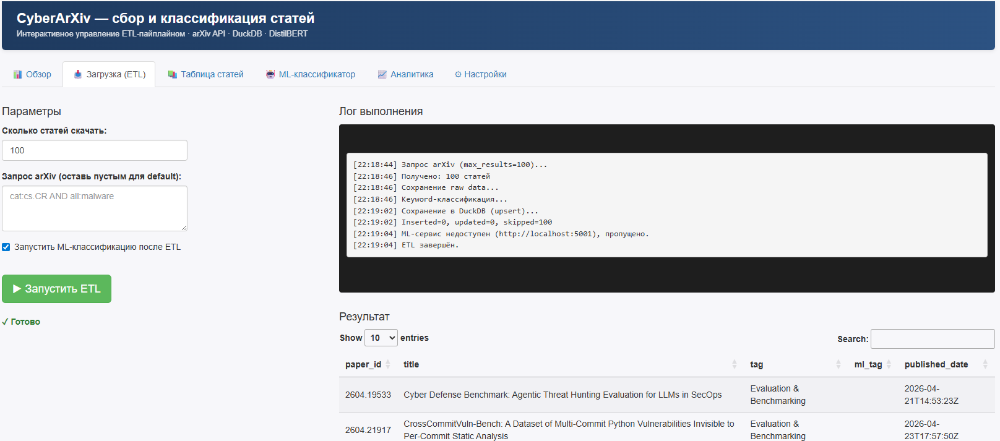 CyberArXiv — сбор и классификация статей
Интерактивное управление ETL-пайплайном · arXiv API · DuckDB · DistilBERT
Обзор
Загрузка (ETL)
Таблица статей
ML-классификатор
Аналитика
Настройки
Параметры
Сколько статей скачать:
100
Запрос arXiv (оставь пустым для default):
cat:cs.CR AND all:malware
Запустить ML-классификацию после ETL
▶ Запустить ETL
✓ Готово
Лог выполнения
[22:18:44] Запрос arXiv (max_results=100)...
[22:18:46] Получено: 100 статей
[22:18:46] Сохранение raw data...
[22:18:46] Keyword-классификация...
[22:19:02] Сохранение в DuckDB (upsert)...
[22:19:02] Inserted=0, updated=0, skipped=100
[22:19:04] ML-сервис недоступен (http://localhost:5001), пропущено.
[22:19:04] ETL завершён.
Результат
Show 10 entries
Search:
paper_id title tag ml_tag published_date
2604.19533 Cyber Defense Benchmark: Agentic Threat Hunting Evaluation for LLMs in SecOps
Evaluation &
Benchmarking
2026-04-
21T14:53:23Z
2604.21917
CrossCommitVuln-Bench: A Dataset of Multi-Commit Python Vulnerabilities Invisible to
Per-Commit Static Analysis
Evaluation &
Benchmarking
2026-04-
23T17:57:50Z